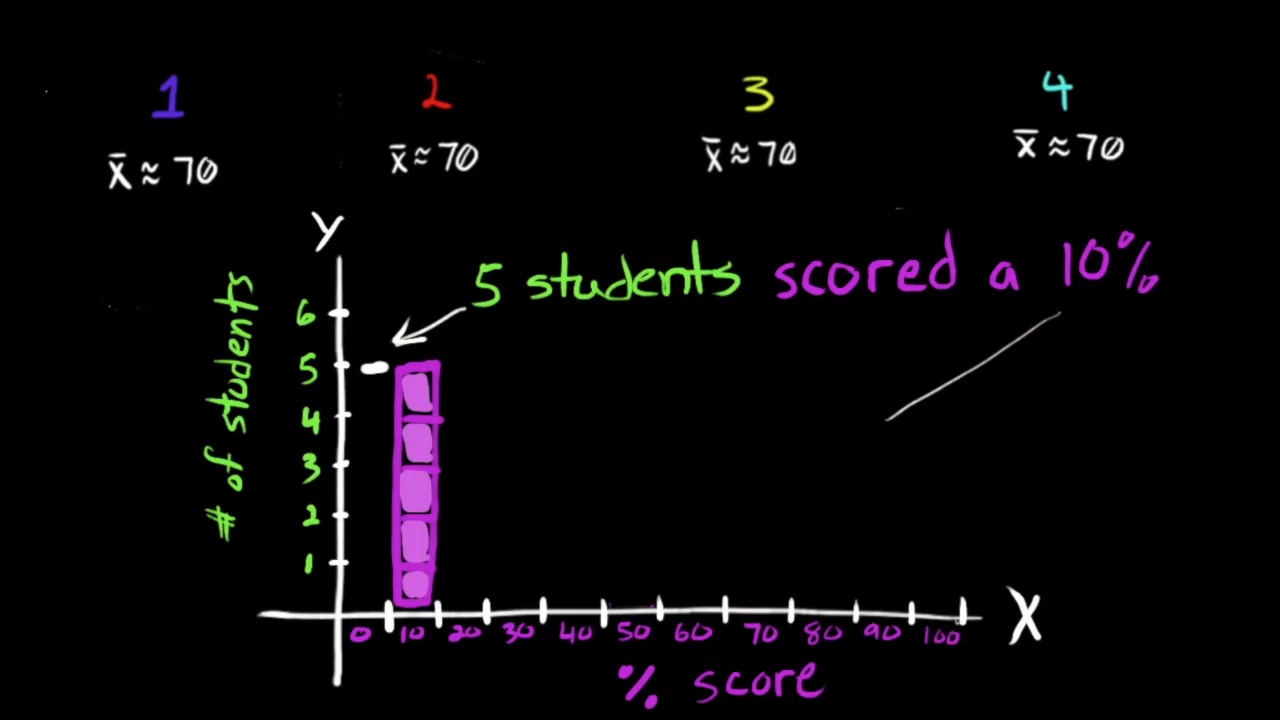 1 2 3 4
x̄ ≈ 70 x̄ ≈ 70 x̄ ≈ 70 x̄ ≈ 70
Y
5 students scored a 10%
# of students
6
5
4
3
2
1
0 10 20 30 40 50 60 70 80 90 100
X
% score